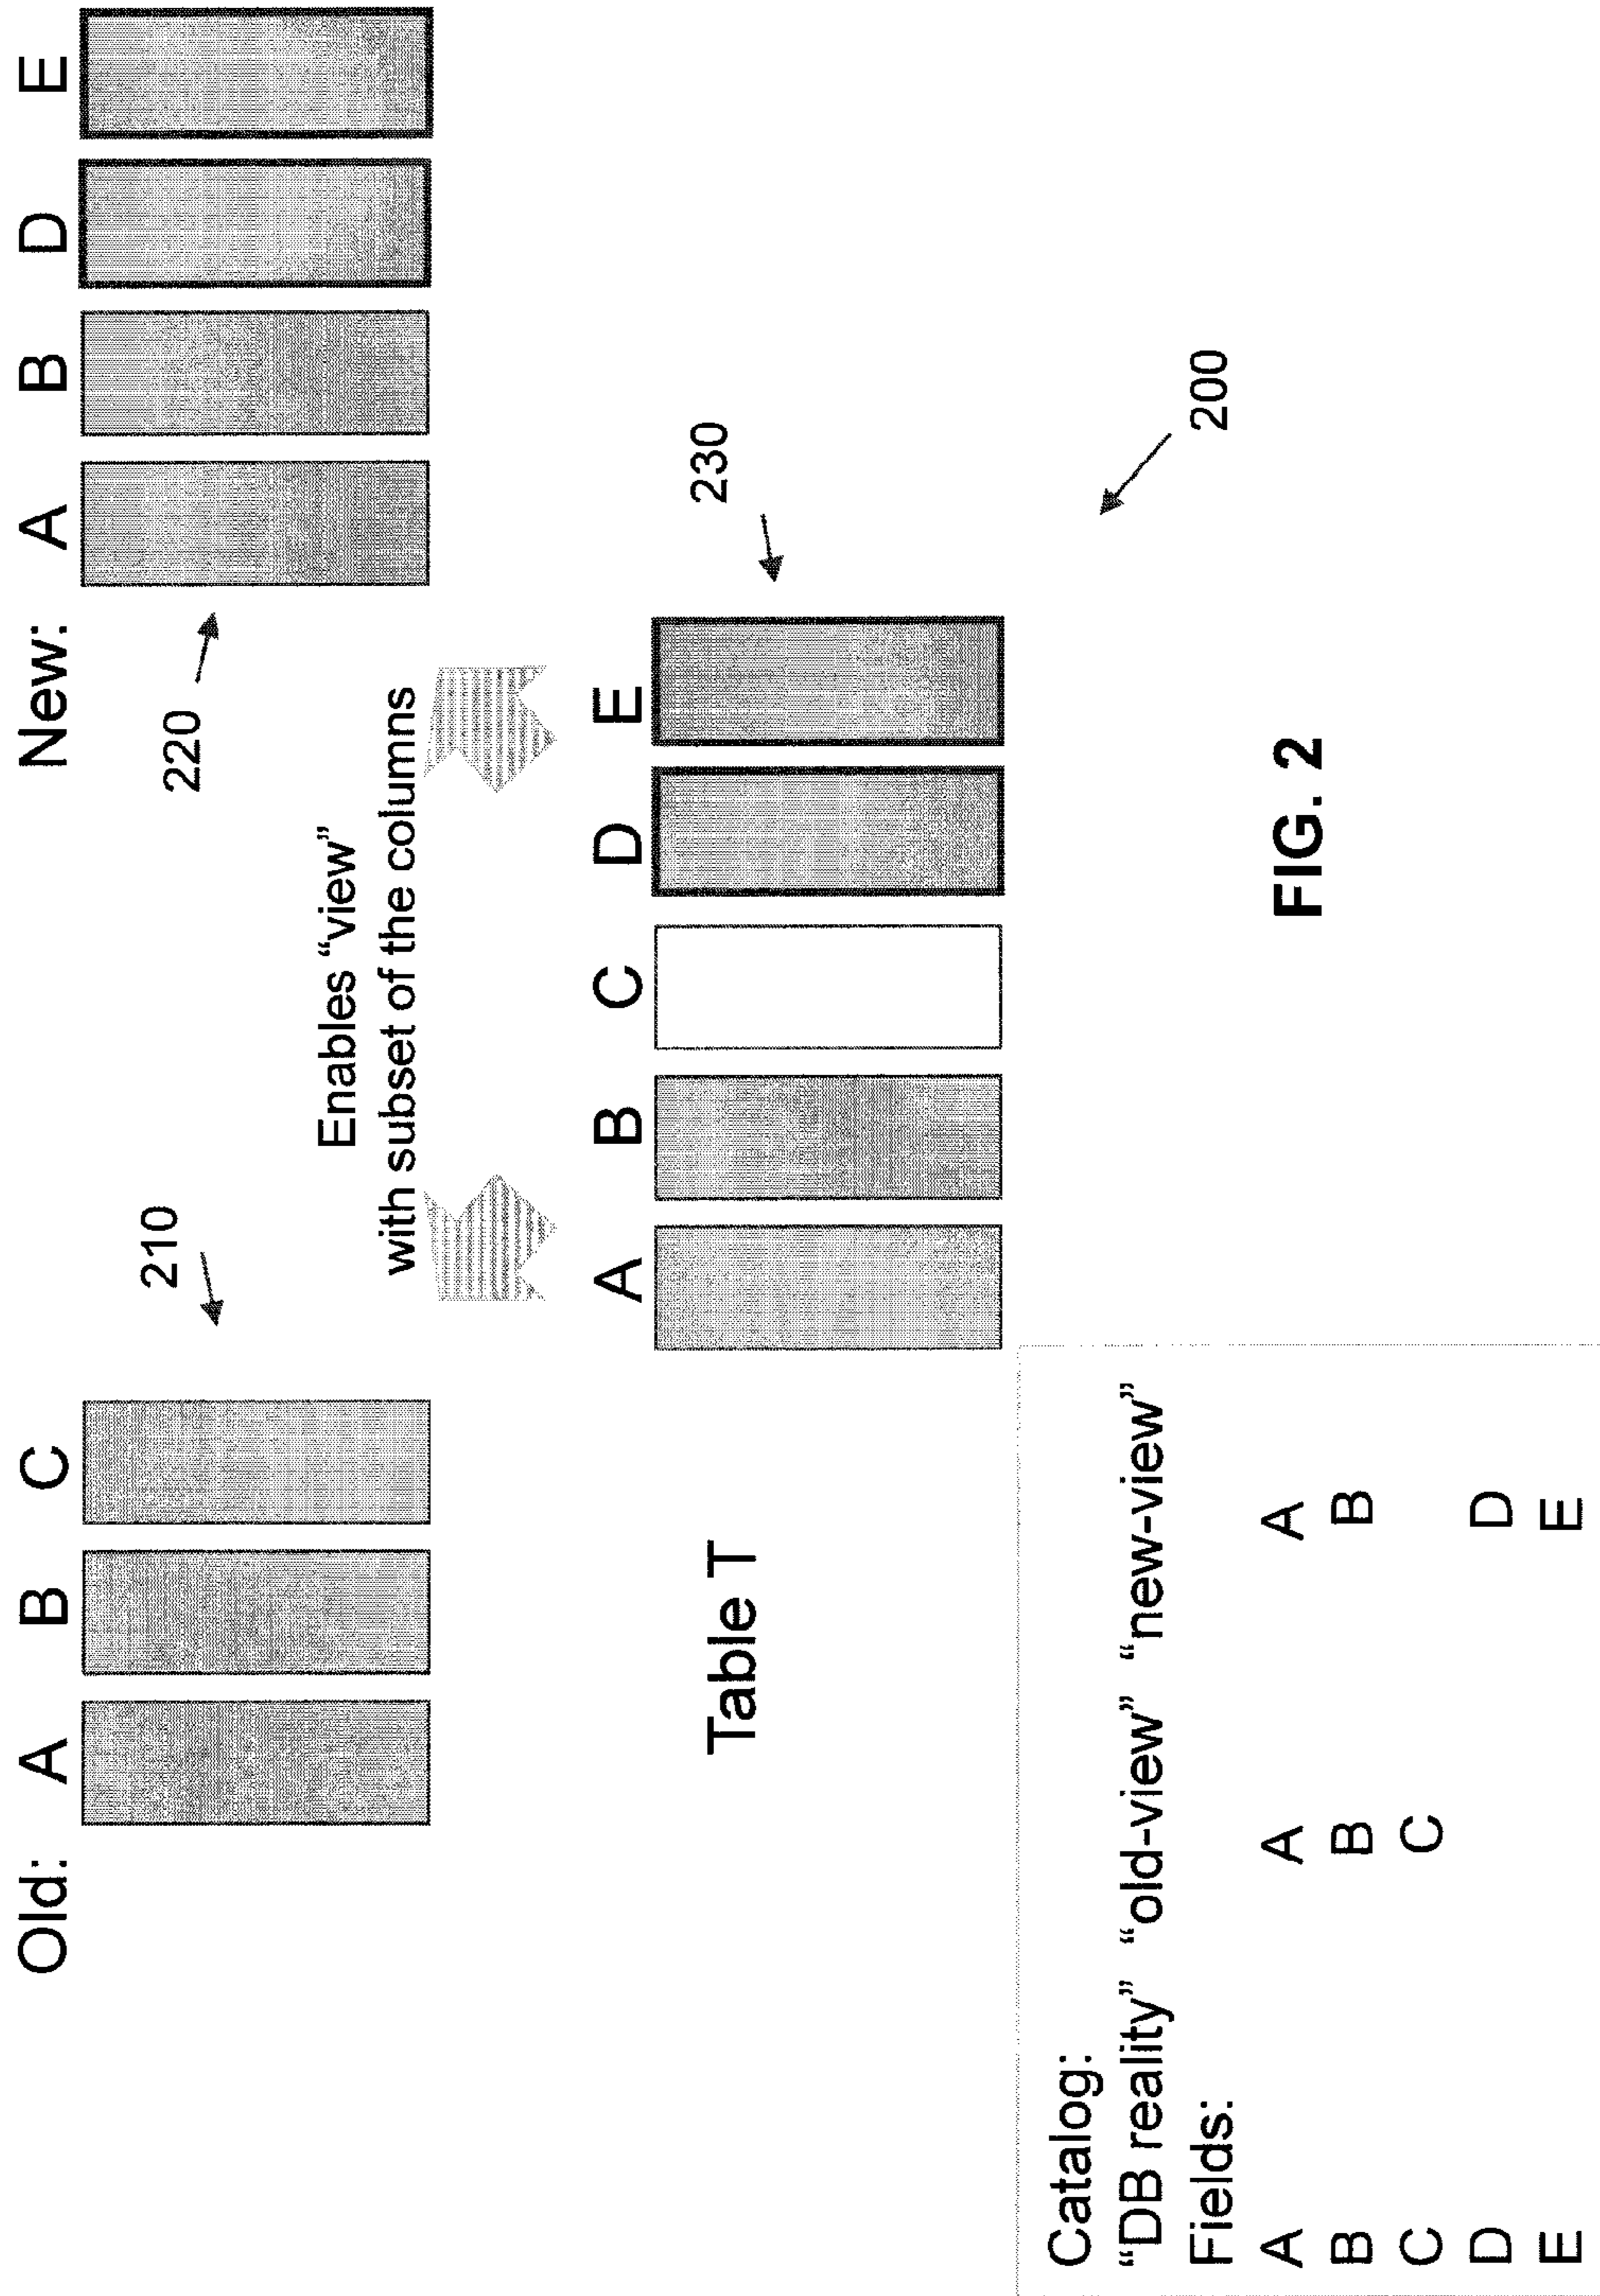 Old: A B C
New: A B D E
210
220
Enables “view”
with subset of the columns
A B C D E
Table T
230
Catalog:
“DB reality” “old-view” “new-view”
Fields:
A A A
B B B
C C
D D
E E
200
FIG. 2